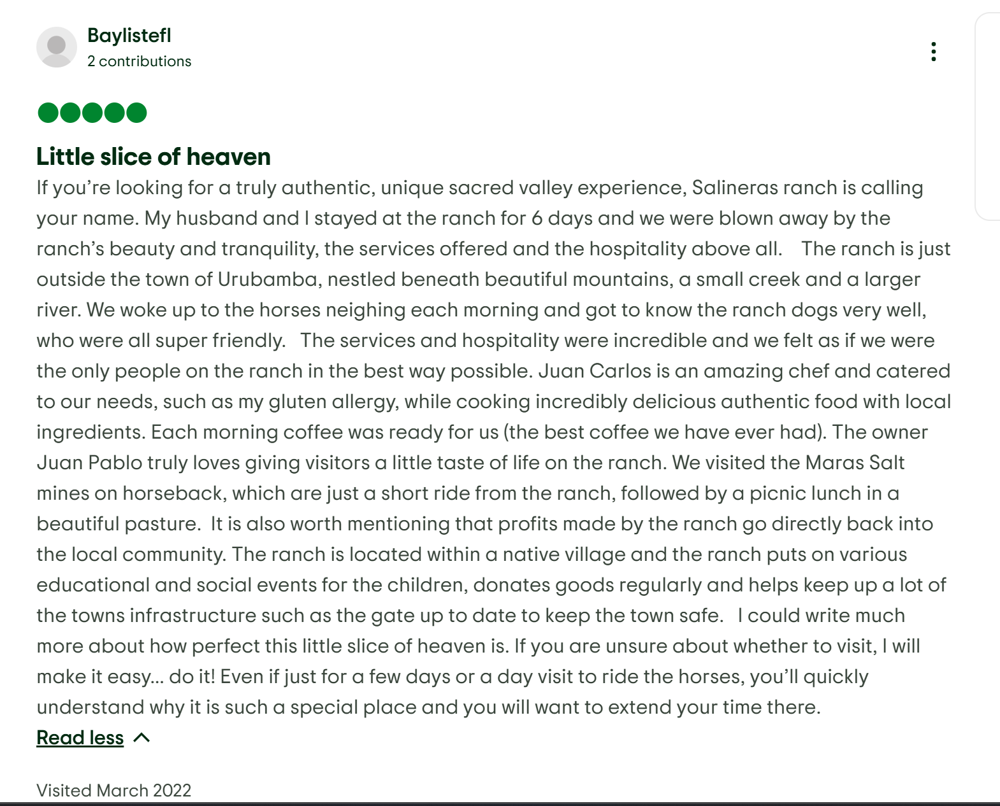 Baylistefl
2 contributions
Little slice of heaven
If you’re looking for a truly authentic, unique sacred valley experience, Salineras ranch is calling
your name. My husband and I stayed at the ranch for 6 days and we were blown away by the
ranch’s beauty and tranquility, the services offered and the hospitality above all.    The ranch is just
outside the town of Urubamba, nestled beneath beautiful mountains, a small creek and a larger
river. We woke up to the horses neighing each morning and got to know the ranch dogs very well,
who were all super friendly.   The services and hospitality were incredible and we felt as if we were
the only people on the ranch in the best way possible. Juan Carlos is an amazing chef and catered
to our needs, such as my gluten allergy, while cooking incredibly delicious authentic food with local
ingredients. Each morning coffee was ready for us (the best coffee we have ever had). The owner
Juan Pablo truly loves giving visitors a little taste of life on the ranch. We visited the Maras Salt
mines on horseback, which are just a short ride from the ranch, followed by a picnic lunch in a
beautiful pasture.  It is also worth mentioning that profits made by the ranch go directly back into
the local community. The ranch is located within a native village and the ranch puts on various
educational and social events for the children, donates goods regularly and helps keep up a lot of
the towns infrastructure such as the gate up to date to keep the town safe.   I could write much
more about how perfect this little slice of heaven is. If you are unsure about whether to visit, I will
make it easy... do it! Even if just for a few days or a day visit to ride the horses, you’ll quickly
understand why it is such a special place and you will want to extend your time there.
Read less
Visited March 2022